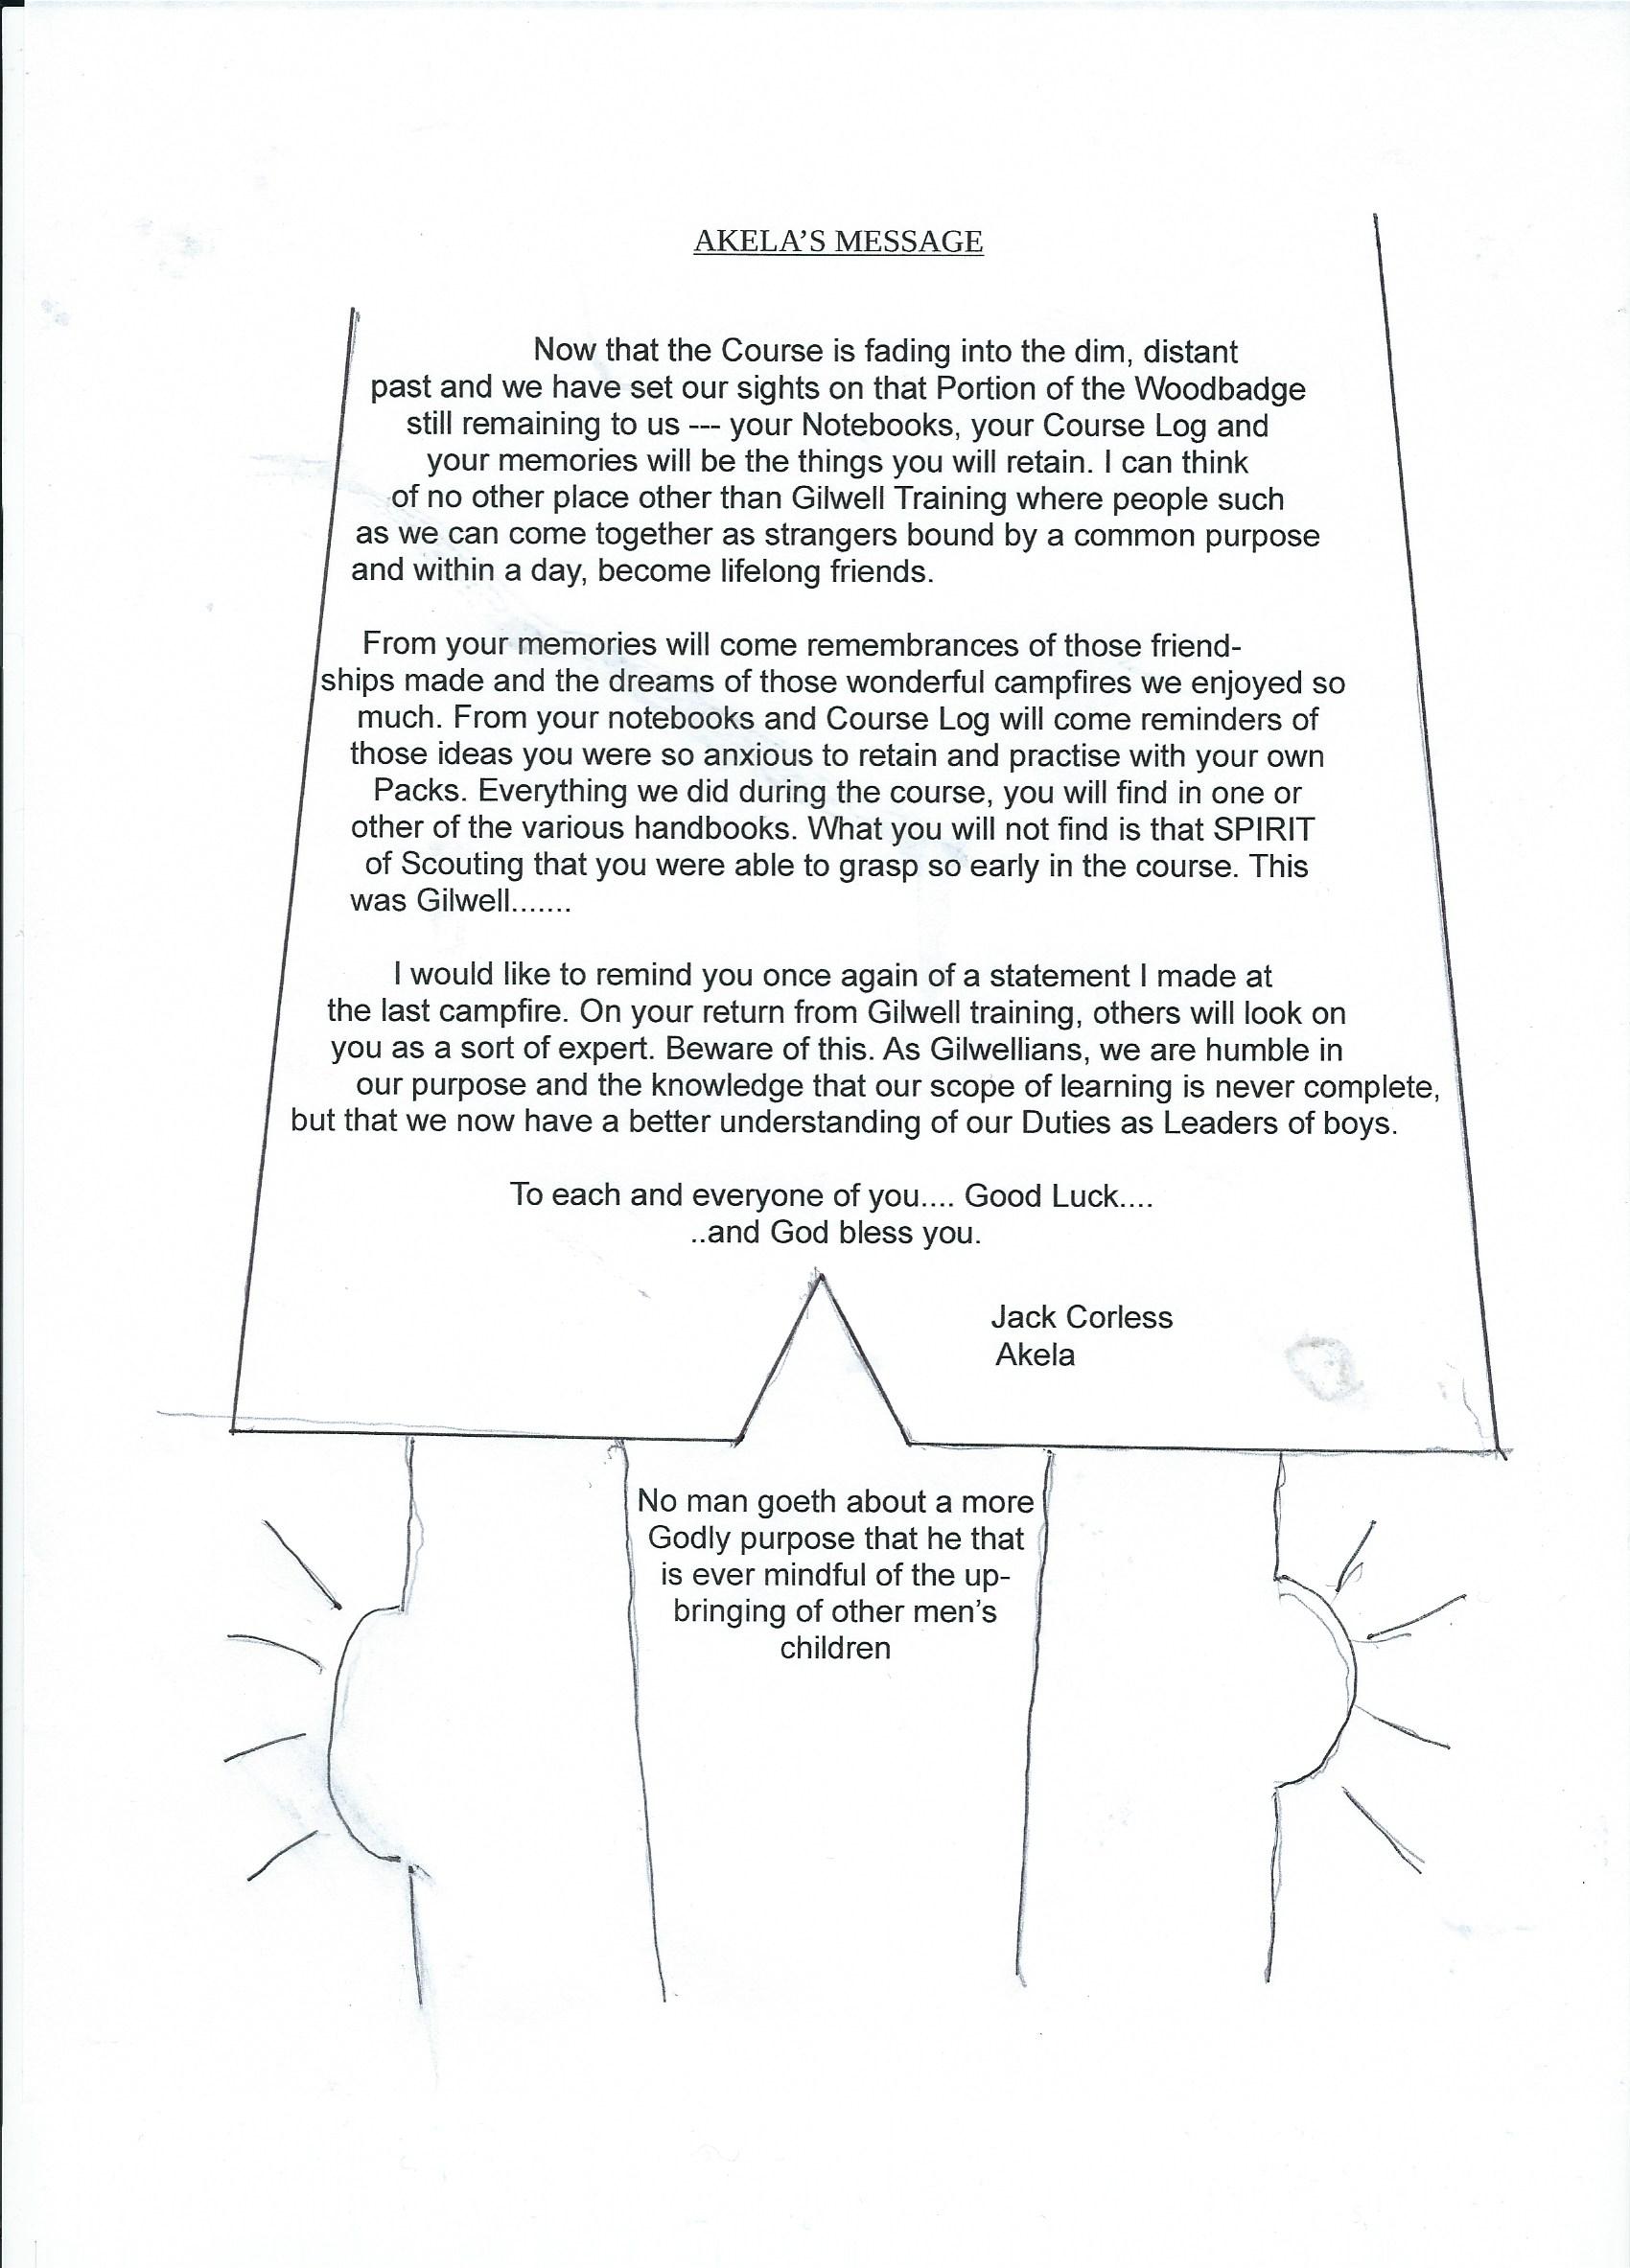 AKELA’S MESSAGE
Now that the Course is fading into the dim, distant
past and we have set our sights on that Portion of the Woodbadge
still remaining to us --- your Notebooks, your Course Log and
your memories will be the things you will retain. I can think
of no other place other than Gilwell Training where people such
as we can come together as strangers bound by a common purpose
and within a day, become lifelong friends.
From your memories will come remembrances of those friend-
ships made and the dreams of those wonderful campfires we enjoyed so
much. From your notebooks and Course Log will come reminders of
those ideas you were so anxious to retain and practise with your own
Packs. Everything we did during the course, you will find in one or
other of the various handbooks. What you will not find is that SPIRIT
of Scouting that you were able to grasp so early in the course. This
was Gilwell.......
I would like to remind you once again of a statement I made at
the last campfire. On your return from Gilwell training, others will look on
you as a sort of expert. Beware of this. As Gilwellians, we are humble in
our purpose and the knowledge that our scope of learning is never complete,
but that we now have a better understanding of our Duties as Leaders of boys.
To each and everyone of you.... Good Luck....
..and God bless you.
Jack Corless
Akela
No man goeth about a more
Godly purpose that he that
is ever mindful of the up-
bringing of other men’s
children